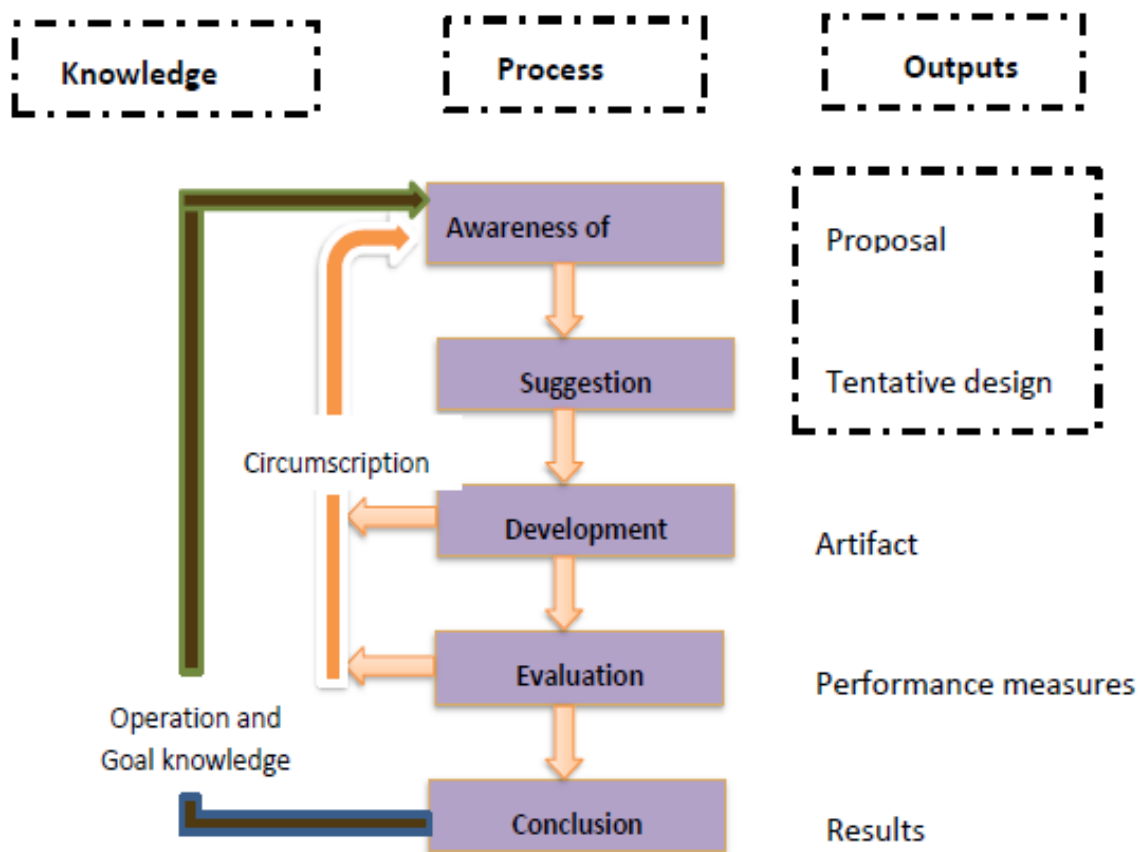 Knowledge
Process
Outputs
Awareness of
Proposal
Suggestion
Tentative design
Circumscription
Development
Artifact
Evaluation
Performance measures
Operation and
Goal knowledge
Conclusion
Results